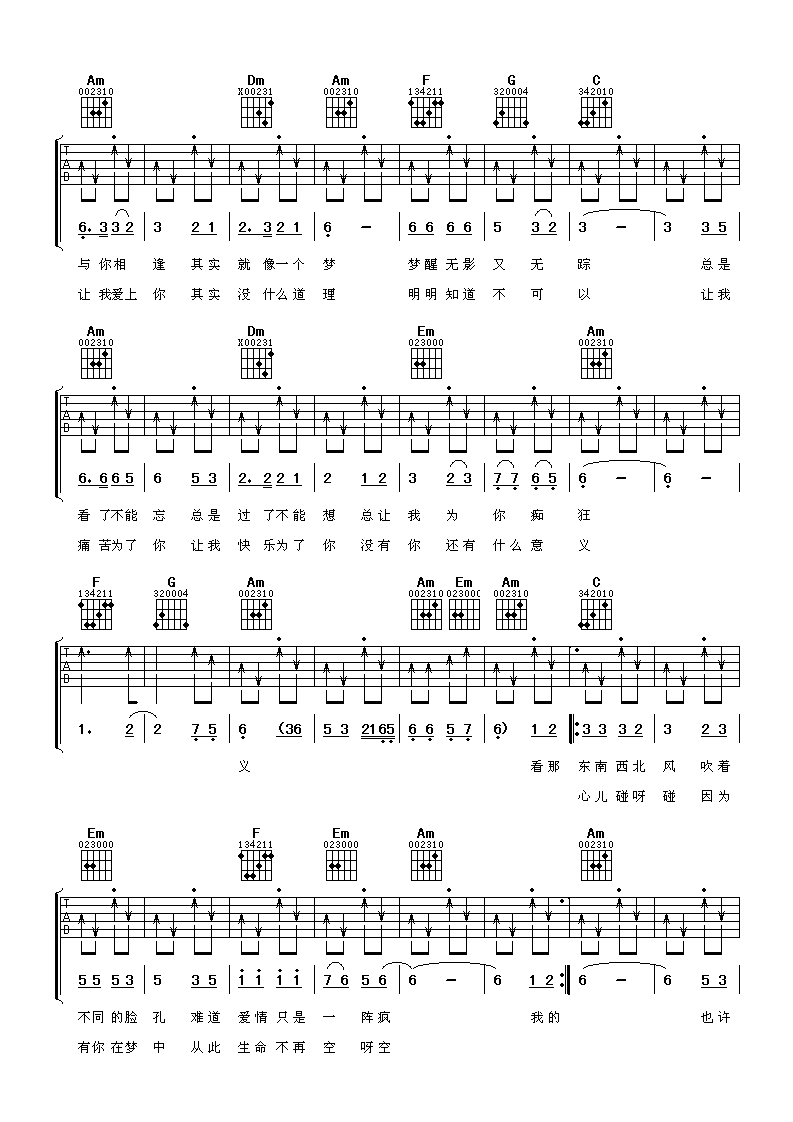 Am Dm Am F G C
002310 X00231 002310 134211 320004 342010
T
A
B
6. 3 3 2 | 3 2 1 | 2. 3 2 1 | 6 - | 6 6 6 6 | 5 3 2 | 3 - | 3 3 5
与 你相 逢 其实 就 像一个 梦 梦醒无影 又 无 踪 总是
让 我爱上 你 其实 没 什么道 理 明明知道 不 可 以 让我
Am Dm Em Am
002310 X00231 023000 002310
T
A
B
6. 6 6 5 | 6 5 3 | 2. 2 2 1 | 2 1 2 | 3 2 3 | 7 7 6 5 | 6 - | 6 -
看 了不能 忘 总是 过 了不能 想 总让 我 为 你 痴 狂
痛 苦为了 你 让我 快 乐为了 你 没有 你 还有 什么 意 义
F G Am Am Em Am C
134211 320004 002310 002310 023000 002310 342010
T
A
B
1. 2 | 2 7 5 | 6 (36 | 5 3 2165 | 6 6 5 7 | 6) 1 2 |: 3 3 3 2 | 3 2 3
义 看那 东南西北 风 吹着
心儿碰呀 碰 因为
Em F Em Am Am
023000 134211 023000 002310 002310
T
A
B
5 5 5 3 | 5 3 5 | 1 1 1 1 | 7 6 5 6 | 6 - | 6 1 2 :| 6 - | 6 5 3
不同的脸 孔 难道 爱情只是 一 阵疯 我的 也许
有你在梦 中 从此 生命不再 空 呀空